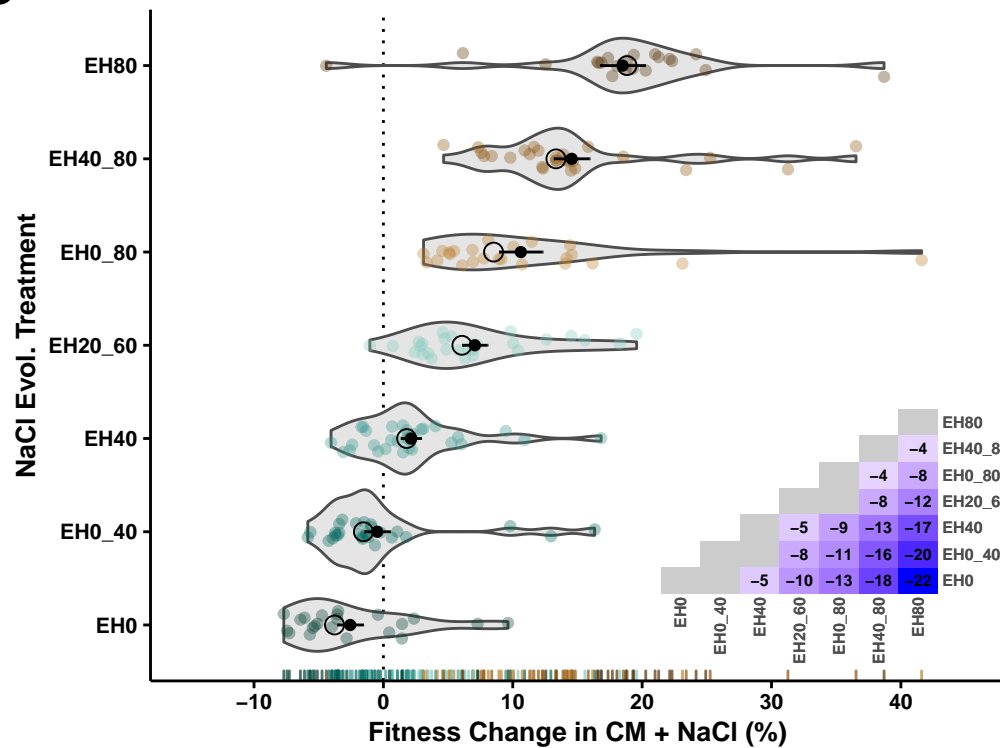 EH80
EH40_80
EH0_80
EH20_60
EH40
EH0_40
EH0
NaCl Evol. Treatment
−10 0 10 20 30 40
Fitness Change in CM + NaCl (%)
EH80
−4 EH40_8
−4 −8 EH0_80
−8 −12 EH20_6
−5 −9 −13 −17 EH40
−8 −11 −16 −20 EH0_40
−5 −10 −13 −18 −22 EH0
EH0
EH0_40
EH40
EH20_60
EH0_80
EH40_80
EH80